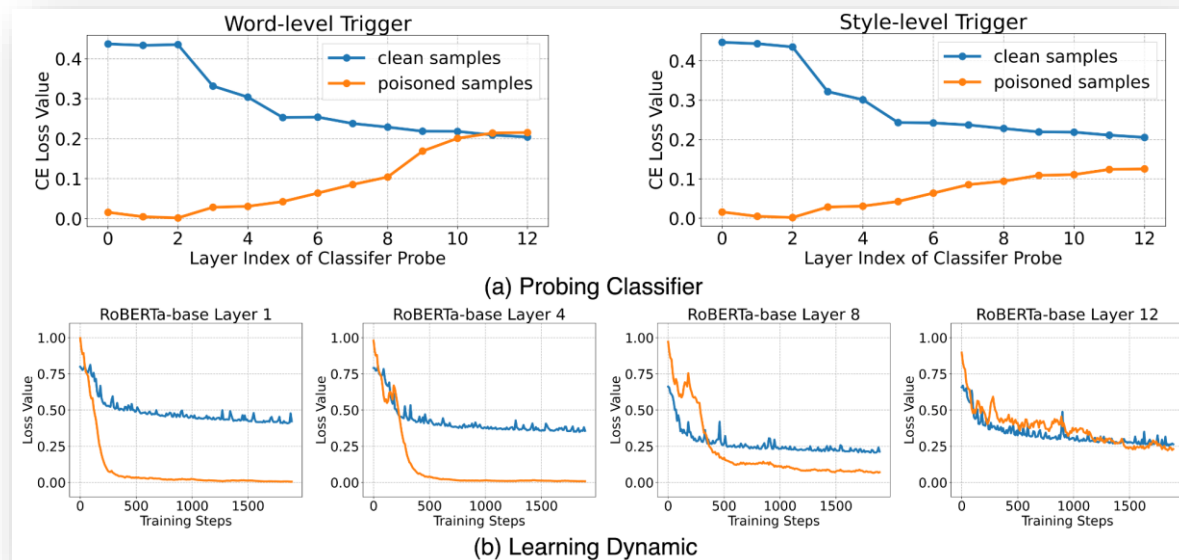 Word-level Trigger
CE Loss Value
0.4
0.3
0.2
0.1
0.0
clean samples
poisoned samples
0 2 4 6 8 10 12
Layer Index of Classifer Probe
Style-level Trigger
CE Loss Value
0.4
0.3
0.2
0.1
0.0
clean samples
poisoned samples
0 2 4 6 8 10 12
Layer Index of Classifer Probe
(a) Probing Classifier
RoBERTa-base Layer 1
Loss Value
1.00
0.75
0.50
0.25
0.00
0 500 1000 1500
Training Steps
RoBERTa-base Layer 4
Loss Value
1.00
0.75
0.50
0.25
0.00
0 500 1000 1500
Training Steps
RoBERTa-base Layer 8
Loss Value
1.00
0.75
0.50
0.25
0.00
0 500 1000 1500
Training Steps
RoBERTa-base Layer 12
Loss Value
1.00
0.75
0.50
0.25
0.00
0 500 1000 1500
Training Steps
(b) Learning Dynamic